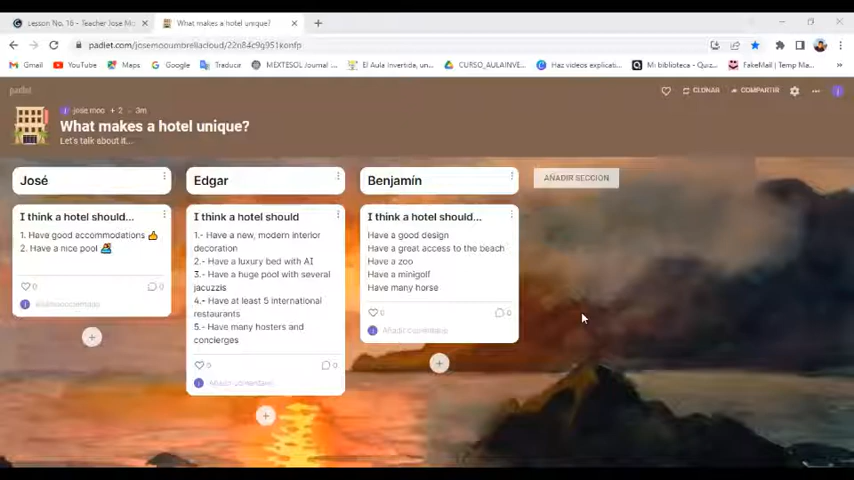 Lesson No. 16 - Teacher Jose M
What makes a hotel unique?
padlet.com/josemooumbrellacloud/22n84c9g951konfp
Gmail
YouTube
Maps
Google
Traducir
MEXTESOL Journal ...
El Aula Invertida, un...
CURSO_AULAINVE...
Haz videos explicati...
Mi biblioteca - Quiz...
FakeMail | Temp Ma...
padlet
CLONAR
COMPARTIR
jose moo + 2 - 3m
What makes a hotel unique?
Let's talk about it...
José
I think a hotel should...
1. Have good accommodations 👍
2. Have a nice pool
0
0
Edgar
I think a hotel should
1.- Have a new, modern interior
decoration
2.- Have a luxury bed with AI
3.- Have a huge pool with several
jacuzzis
4.- Have at least 5 international
restaurants
5.- Have many hosters and
concierges
0
0
Añadir comentario
Benjamín
I think a hotel should...
Have a good design
Have a great access to the beach
Have a zoo
Have a minigolf
Have many horse
0
0
Añadir comentario
AÑADIR SECCIÓN